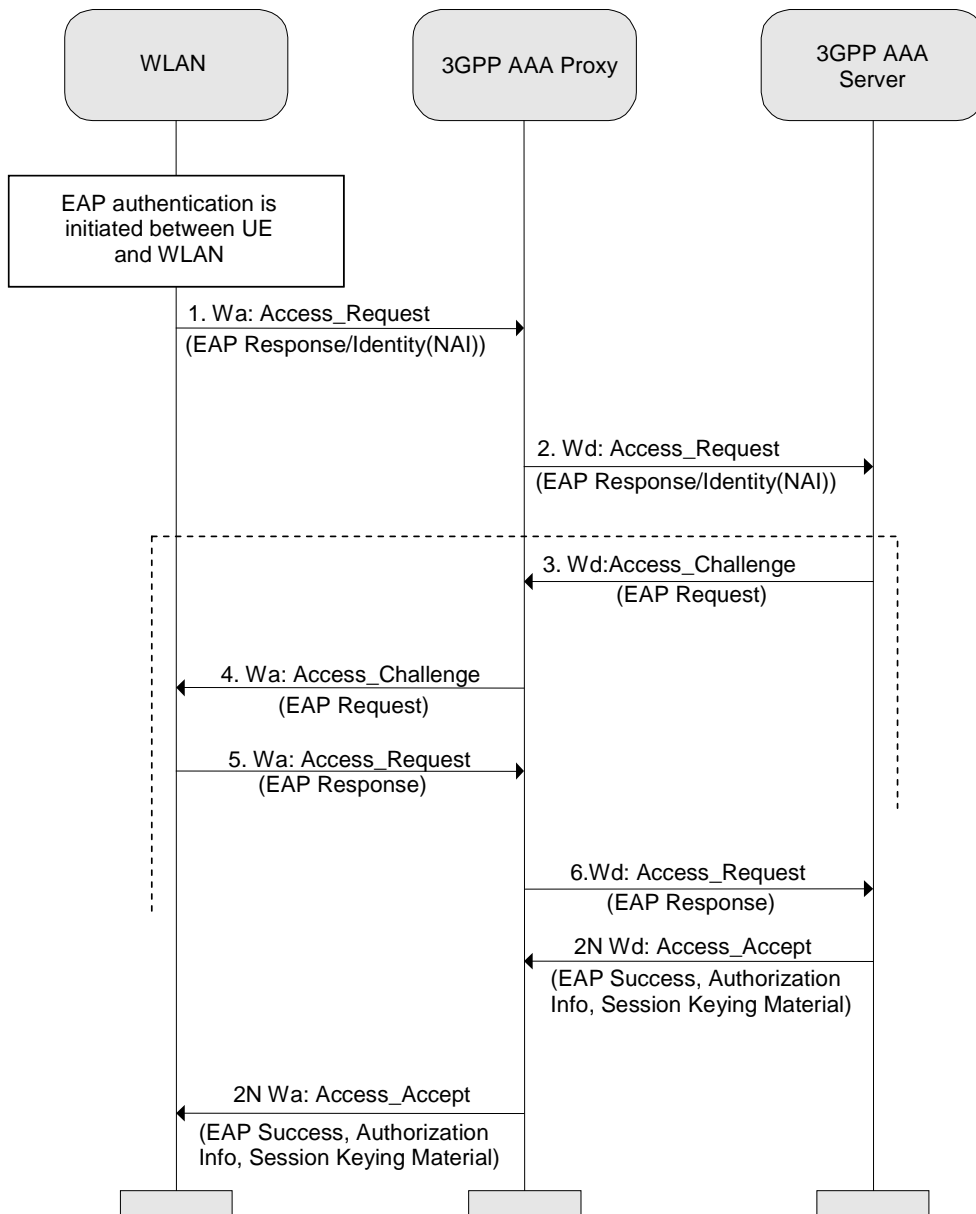 WLAN
3GPP AAA Proxy
3GPP AAA
Server
EAP authentication is
initiated between UE
and WLAN
1. Wa: Access_Request
(EAP Response/Identity(NAI))
2. Wd: Access_Request
(EAP Response/Identity(NAI))
3. Wd:Access_Challenge
(EAP Request)
4. Wa: Access_Challenge
(EAP Request)
5. Wa: Access_Request
(EAP Response)
6.Wd: Access_Request
(EAP Response)
2N Wd: Access_Accept
(EAP Success, Authorization
Info, Session Keying Material)
2N Wa: Access_Accept
(EAP Success, Authorization
Info, Session Keying Material)